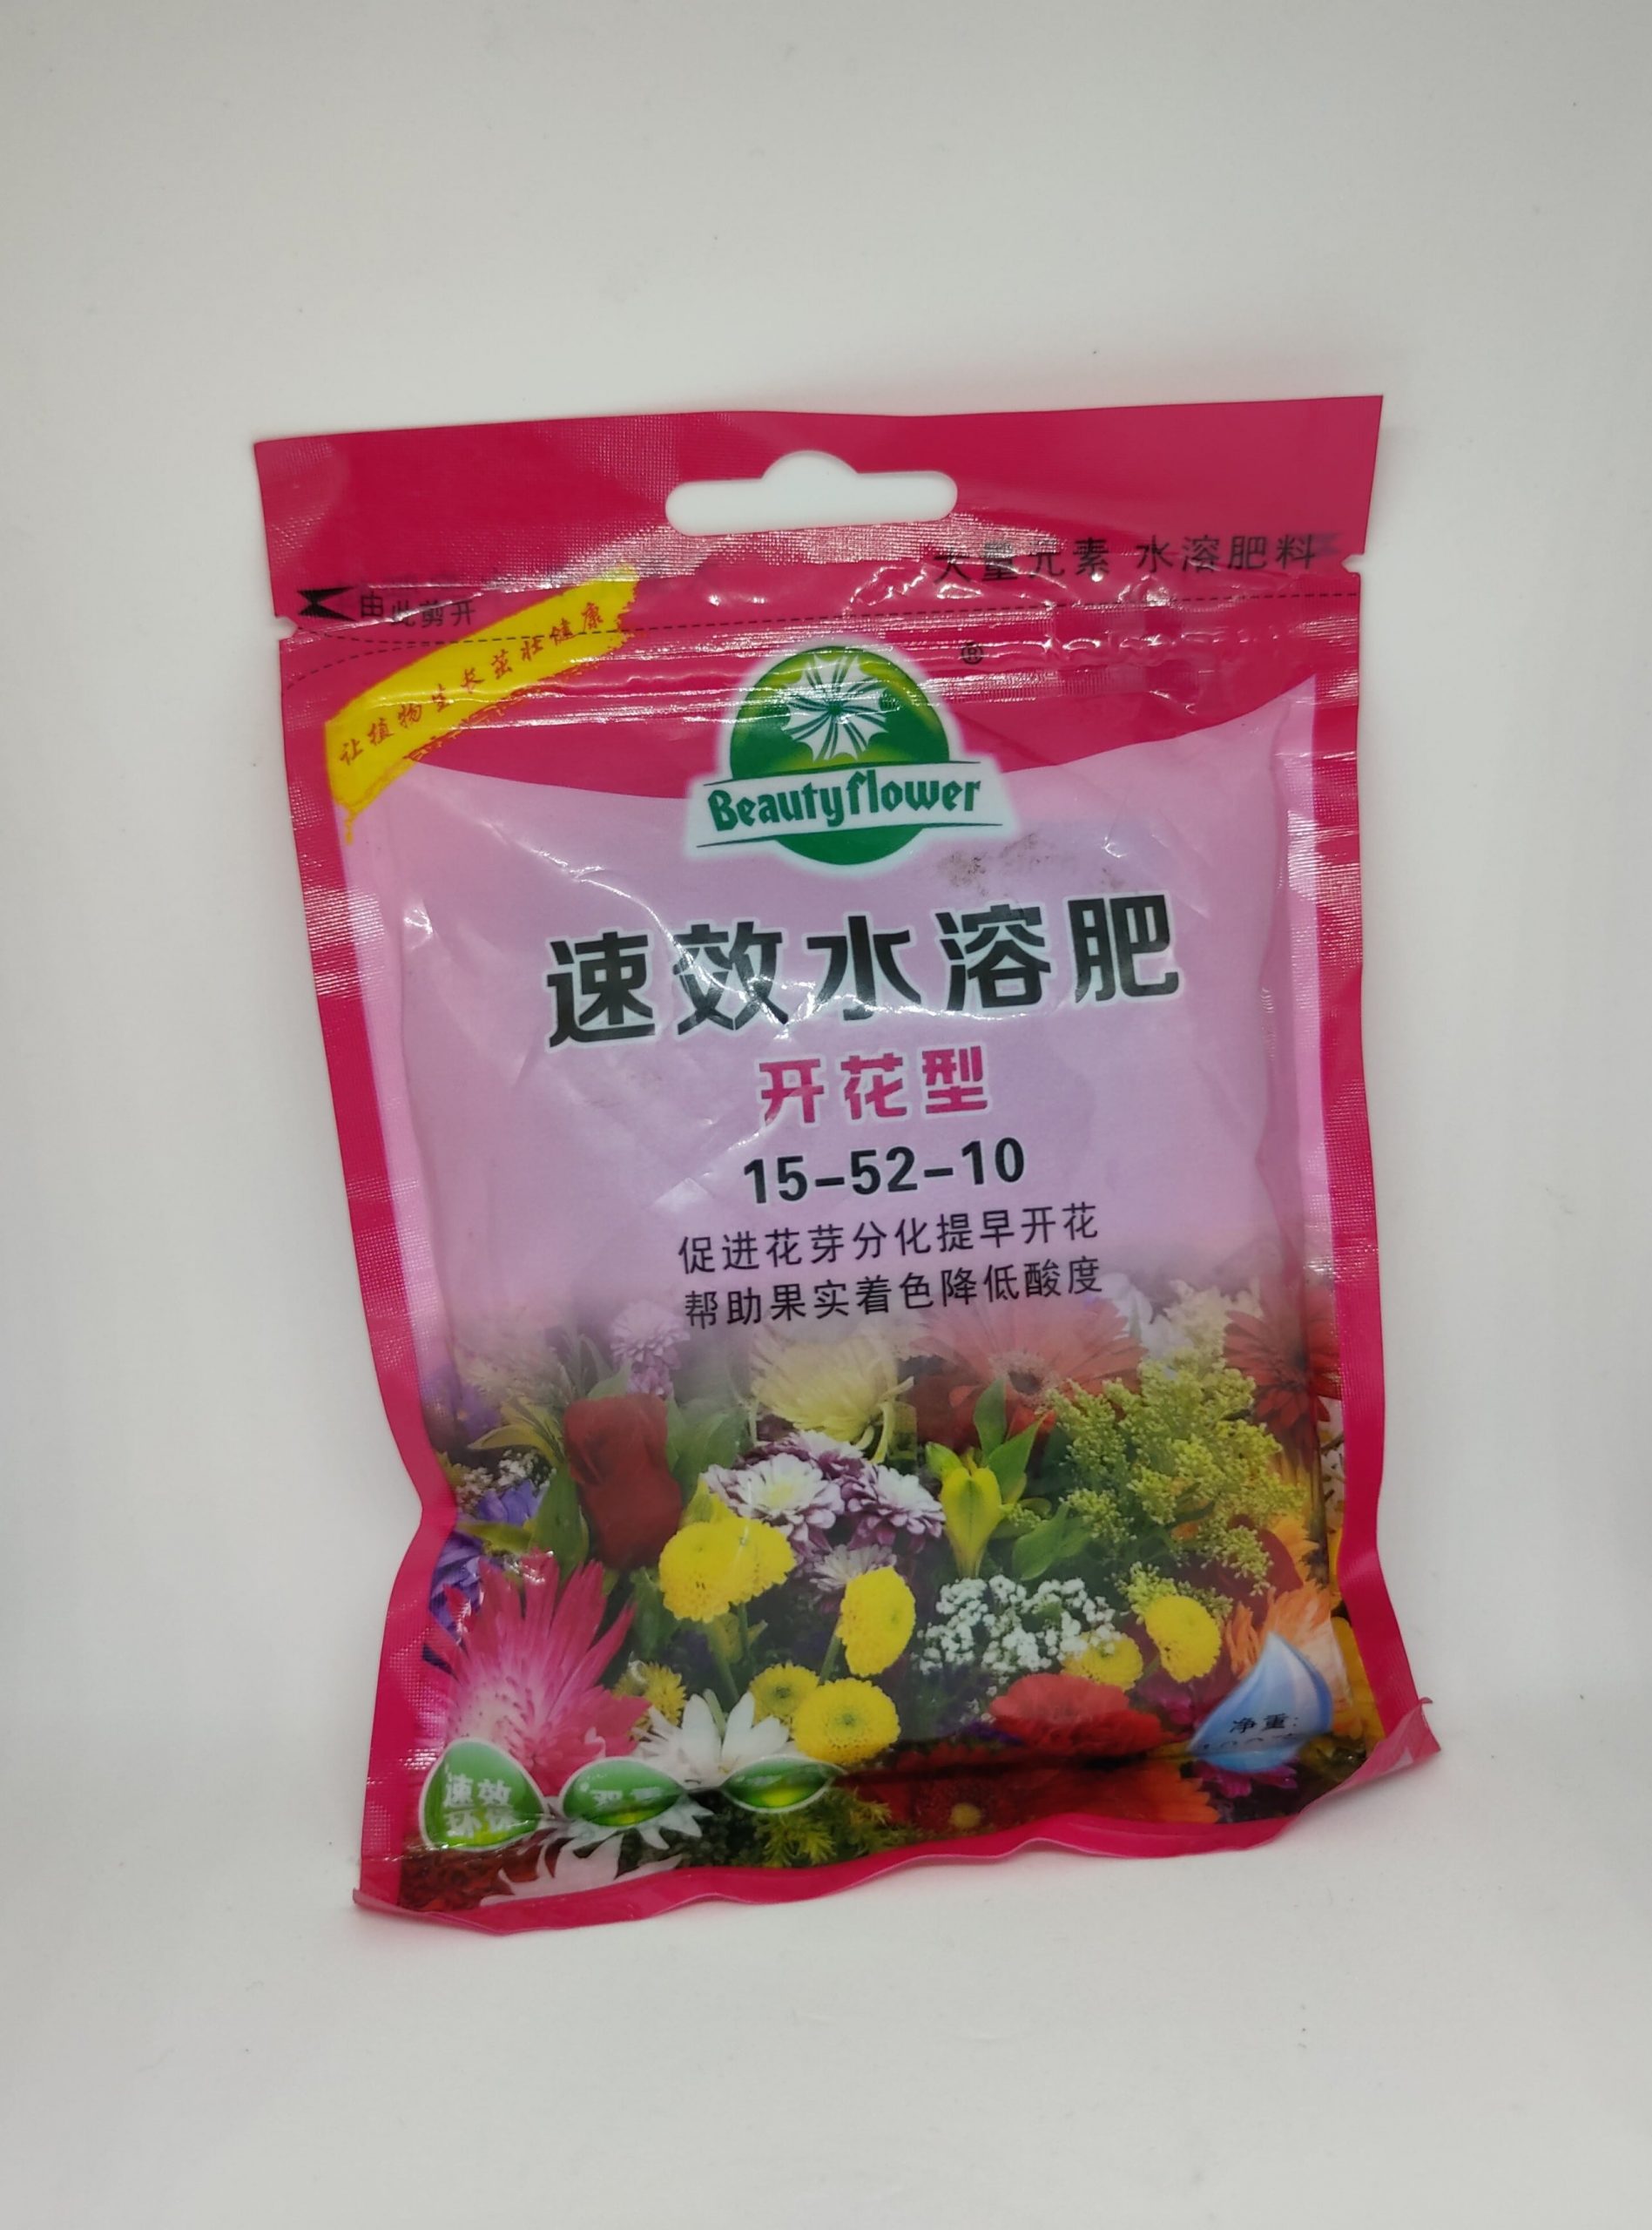 大量元素 水溶肥料
由此剪开
让植物生长茁壮健康
Beautyflower
速效水溶肥
开花型
15-52-10
促进花芽分化提早开花
帮助果实着色降低酸度
净重:
速效